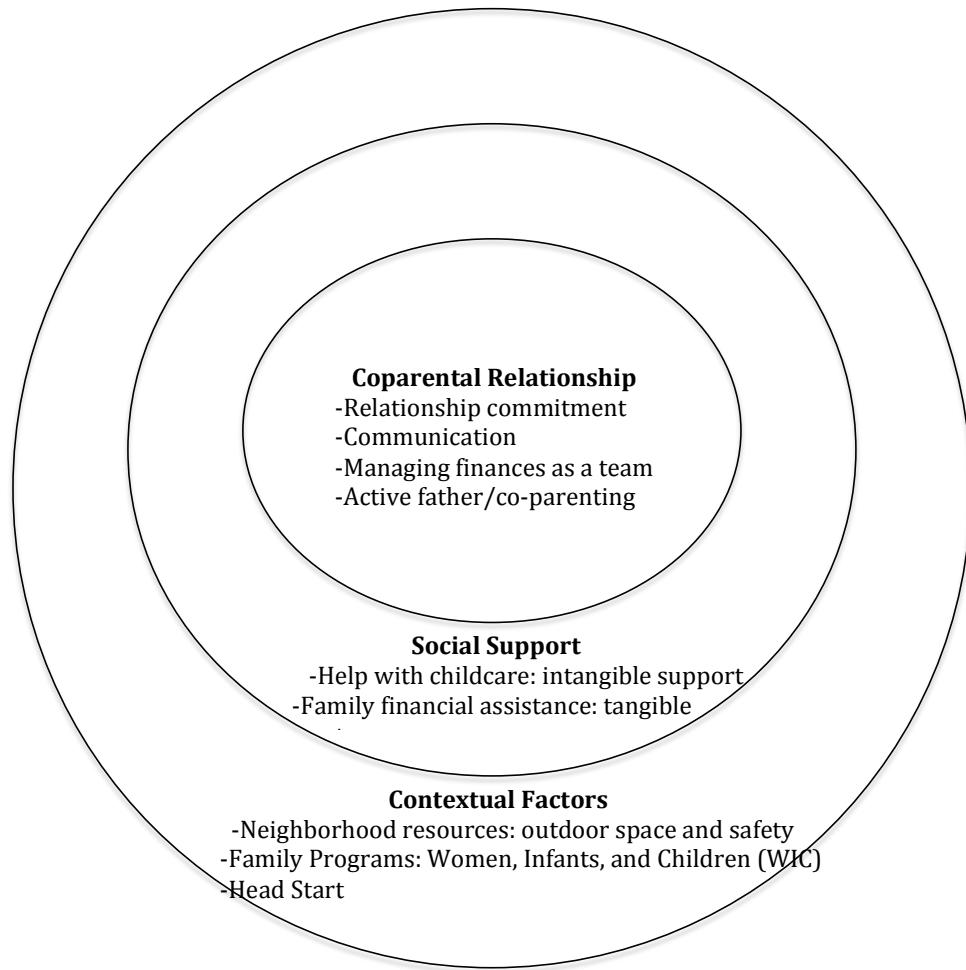 Coparental Relationship
-Relationship commitment
-Communication
-Managing finances as a team
-Active father/co-parenting
Social Support
-Help with childcare: intangible support
-Family financial assistance: tangible
Contextual Factors
-Neighborhood resources: outdoor space and safety
-Family Programs: Women, Infants, and Children (WIC)
-Head Start